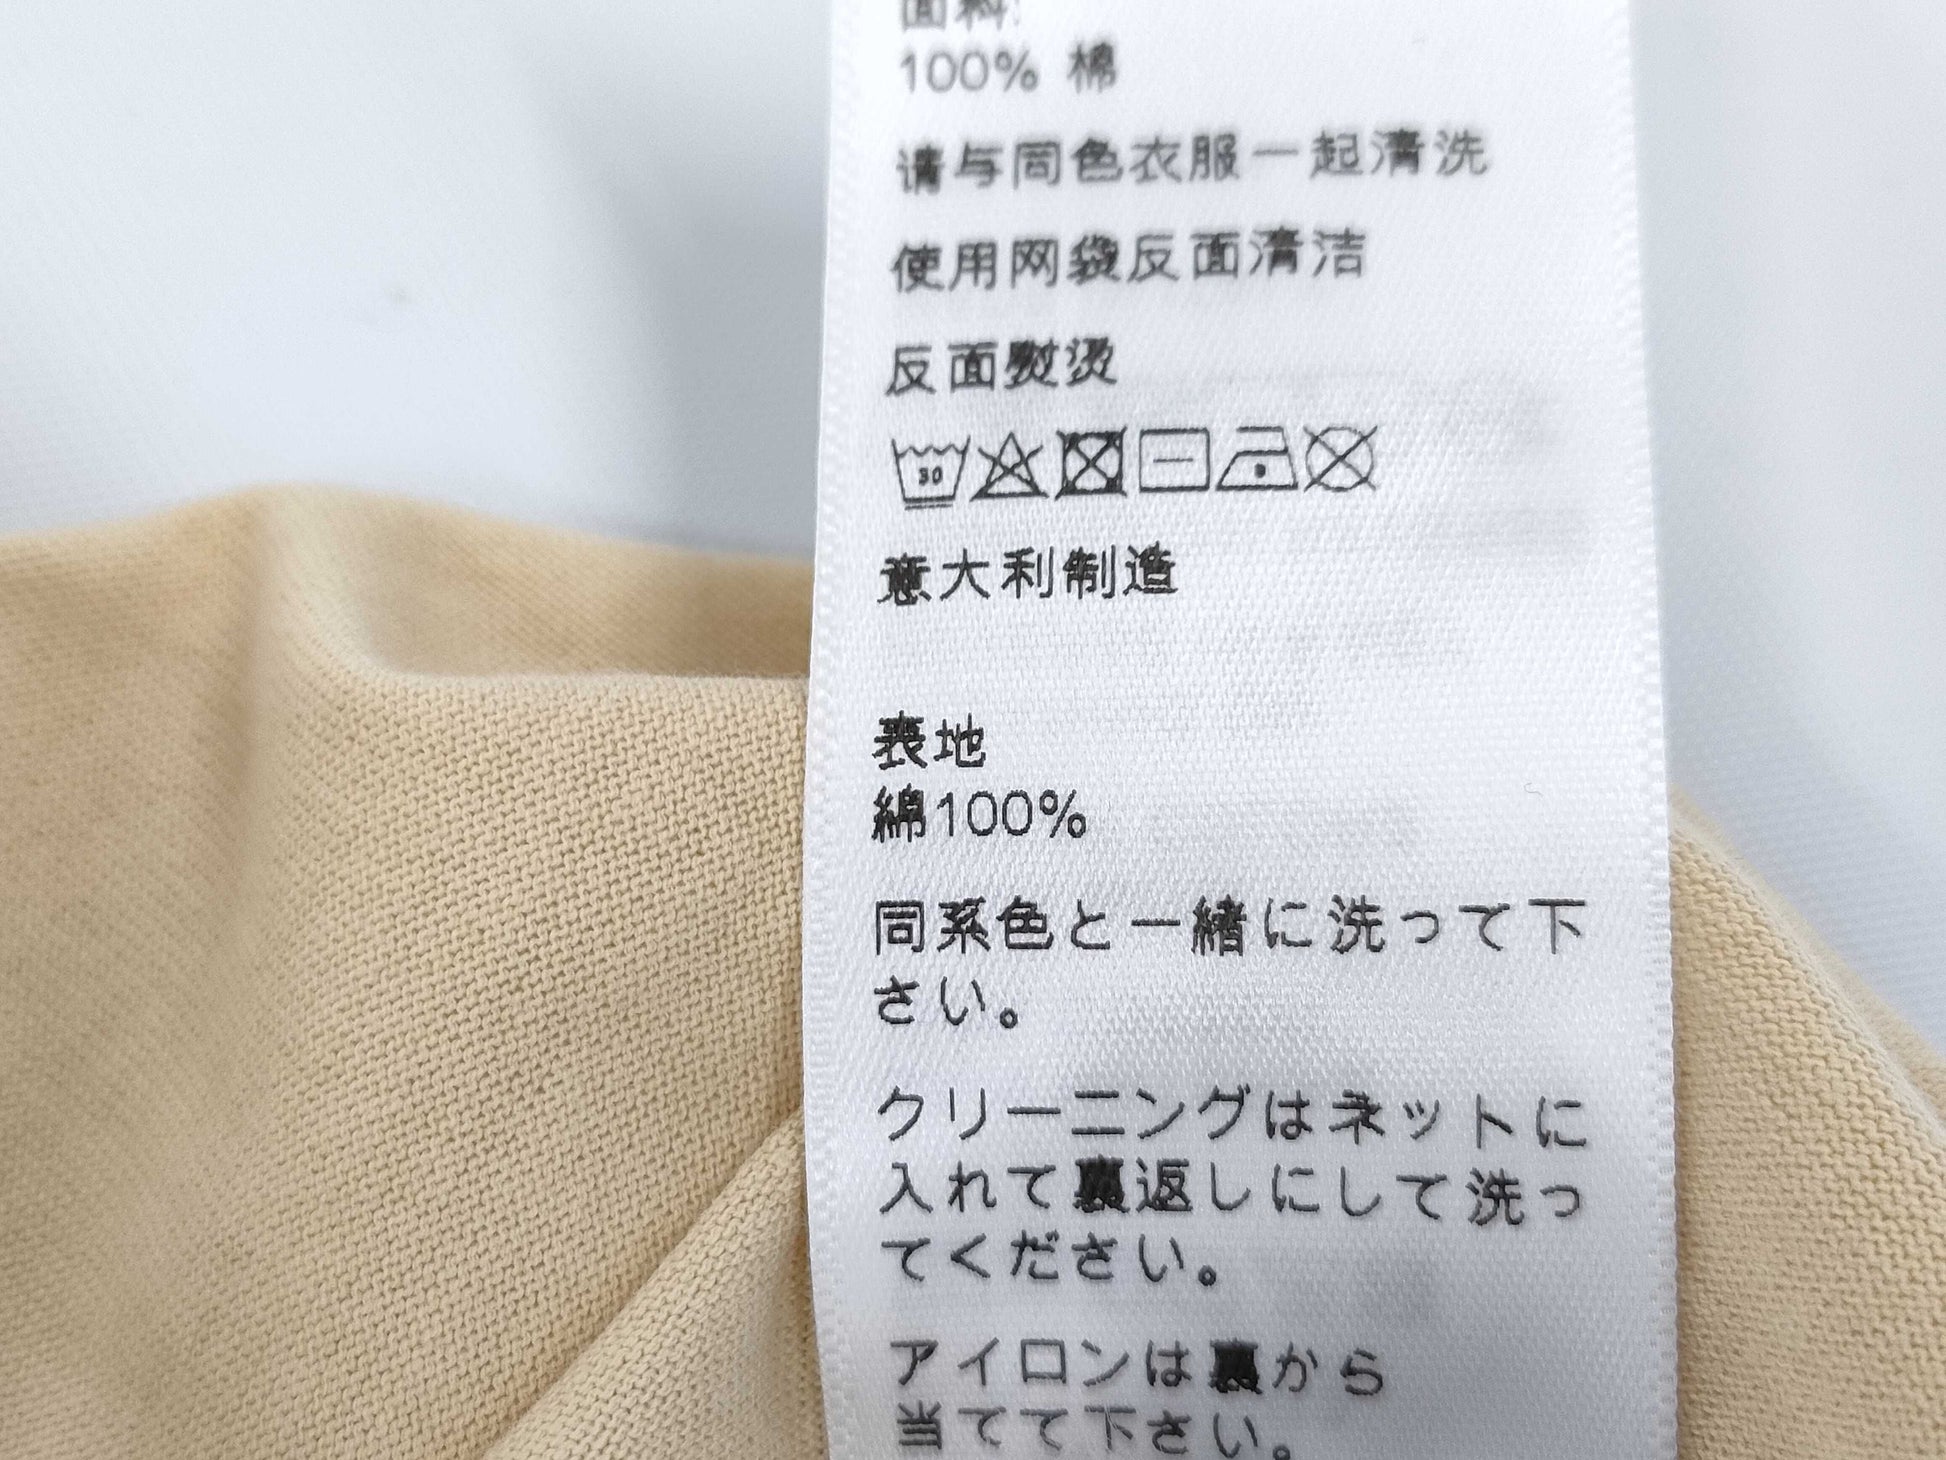 面料:
100% 棉
请与同色衣服一起清洗
使用网袋反面清洁
反面熨烫
30
意大利制造
表地
綿100%
同系色と一緒に洗って下
さい。
クリーニングはネットに
入れて裏返しにして洗っ
てください。
アイロンは裏から
当てて下さい。